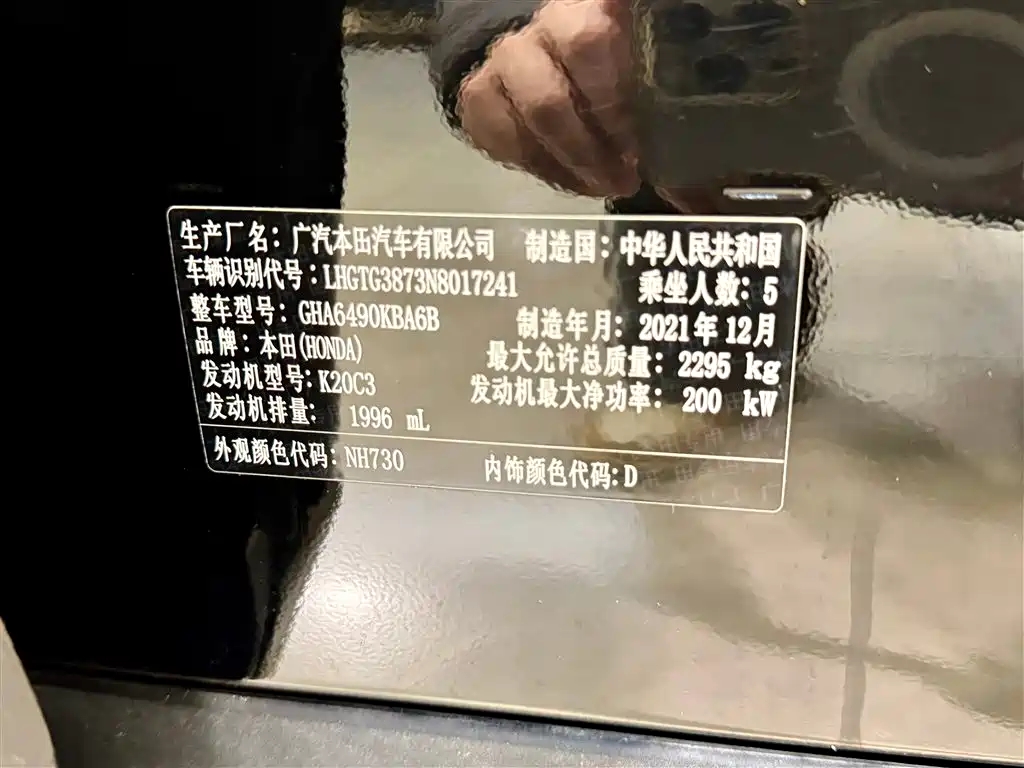 生产厂名：广汽本田汽车有限公司 制造国：中华人民共和国
车辆识别代号：LHGTG3873N8017241 乘坐人数：5
整车型号：GHA6490KBA6B 制造年月：2021年12月
品牌：本田(HONDA) 最大允许总质量：2295 kg
发动机型号：K20C3 发动机最大净功率：200 kW
发动机排量： 1996 mL
外观颜色代码：NH730 内饰颜色代码：D